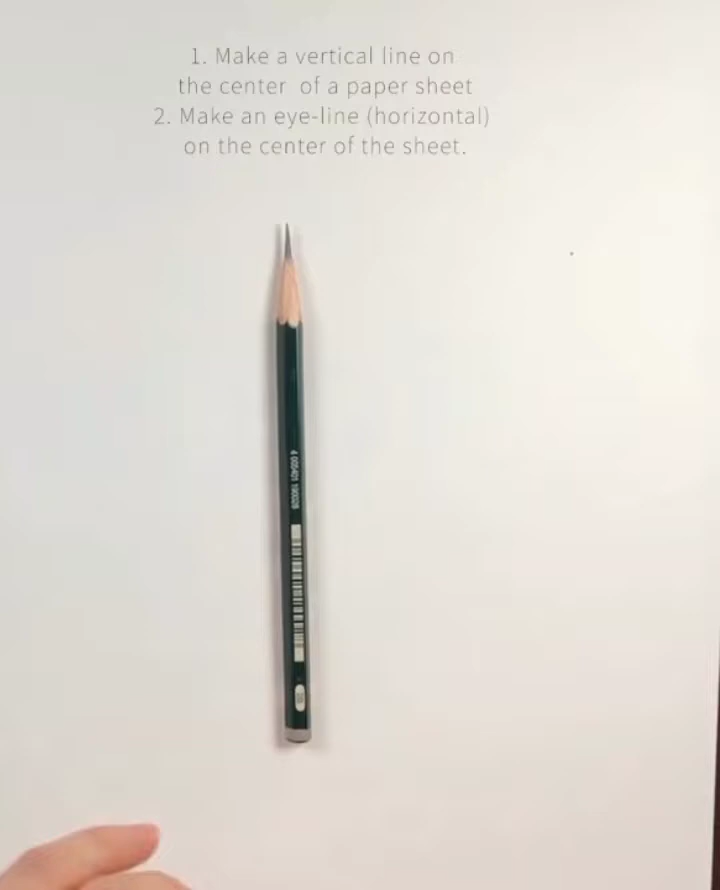 1. Make a vertical line on
the center of a paper sheet
2. Make an eye-line (horizontal)
on the center of the sheet.